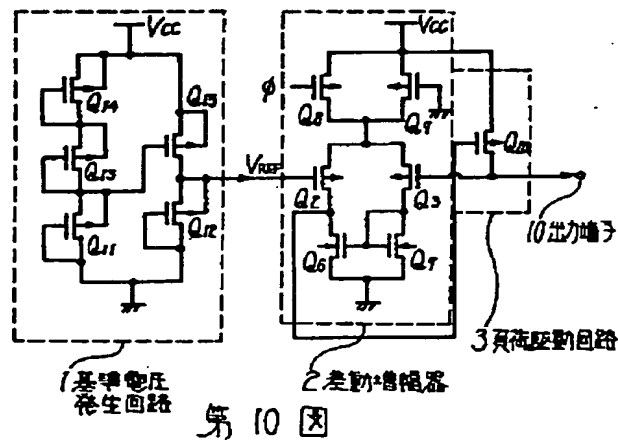 VCC
Q14
Q15
Q13
Q11
Q12
VREF
VCC
φ
Q8
Q9
Q10
Q2
Q3
Q6
Q7
10出力端子
3負荷駆動回路
1基準電圧
発生回路
2差動増幅器
第10図